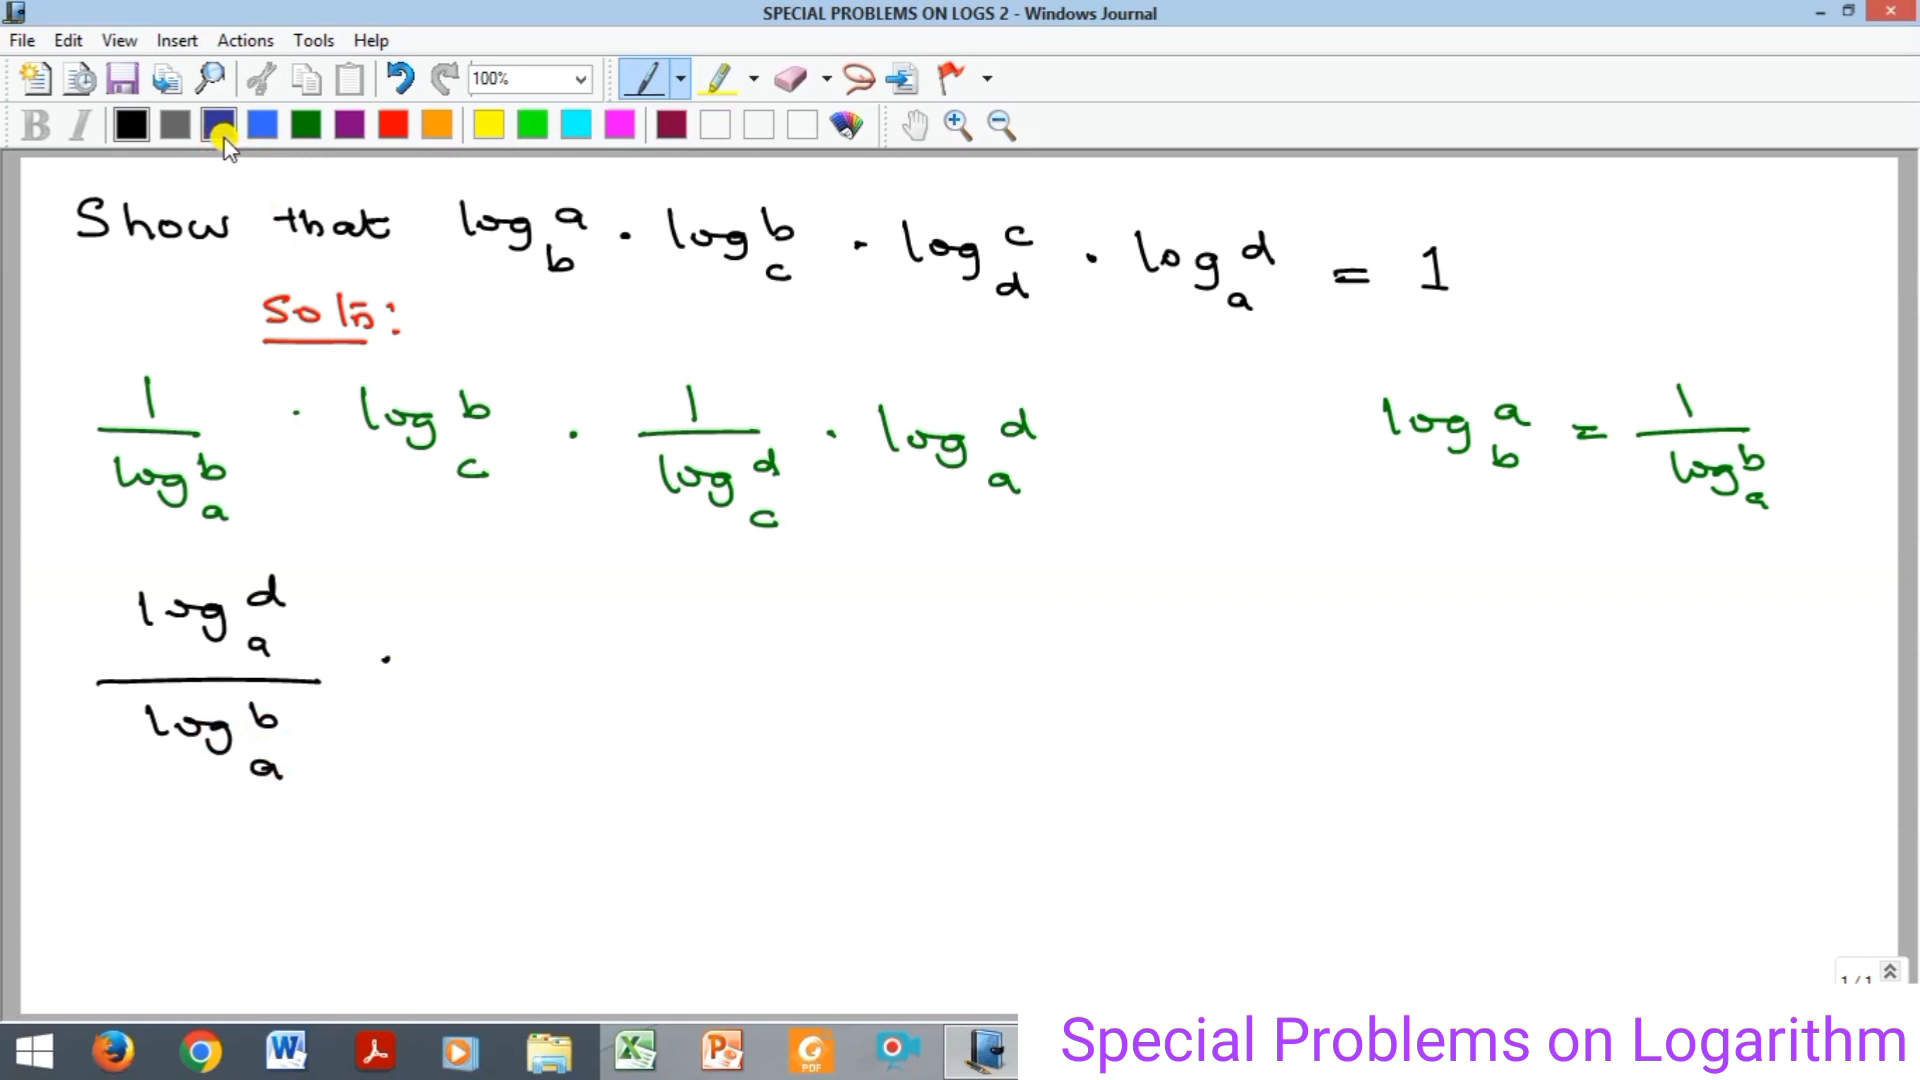 SPECIAL PROBLEMS ON LOGS 2 - Windows Journal
File Edit View Insert Actions Tools Help
100%
B I
Show that log_b a · log_c b · log_d c · log_a d = 1
Soln:
1/(log_a b) · log_c b · 1/(log_c d) · log_a d
log_b a = 1/(log_a b)
(log_a d)/(log_a b) ·
1 / 1
Special Problems on Logarithm